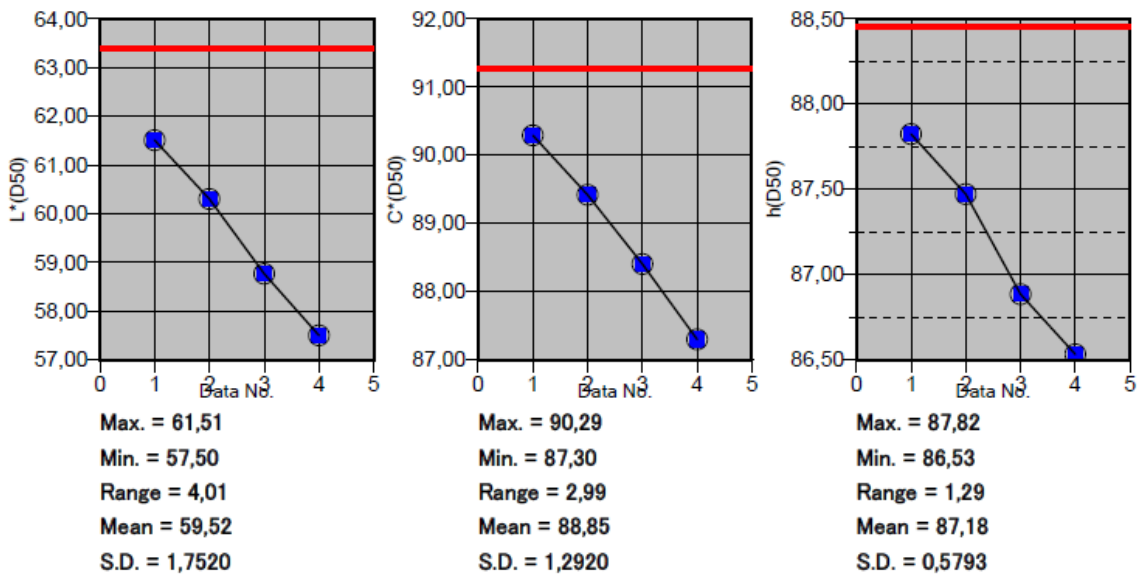 64,00
63,00
62,00
61,00
60,00
59,00
58,00
57,00
L*(D50)
0 1 2 3 4 5
Data No.
Max. = 61,51
Min. = 57,50
Range = 4,01
Mean = 59,52
S.D. = 1,7520
92,00
91,00
90,00
89,00
88,00
87,00
C*(D50)
0 1 2 3 4 5
Data No.
Max. = 90,29
Min. = 87,30
Range = 2,99
Mean = 88,85
S.D. = 1,2920
88,50
88,00
87,50
87,00
86,50
h(D50)
0 1 2 3 4 5
Data No.
Max. = 87,82
Min. = 86,53
Range = 1,29
Mean = 87,18
S.D. = 0,5793